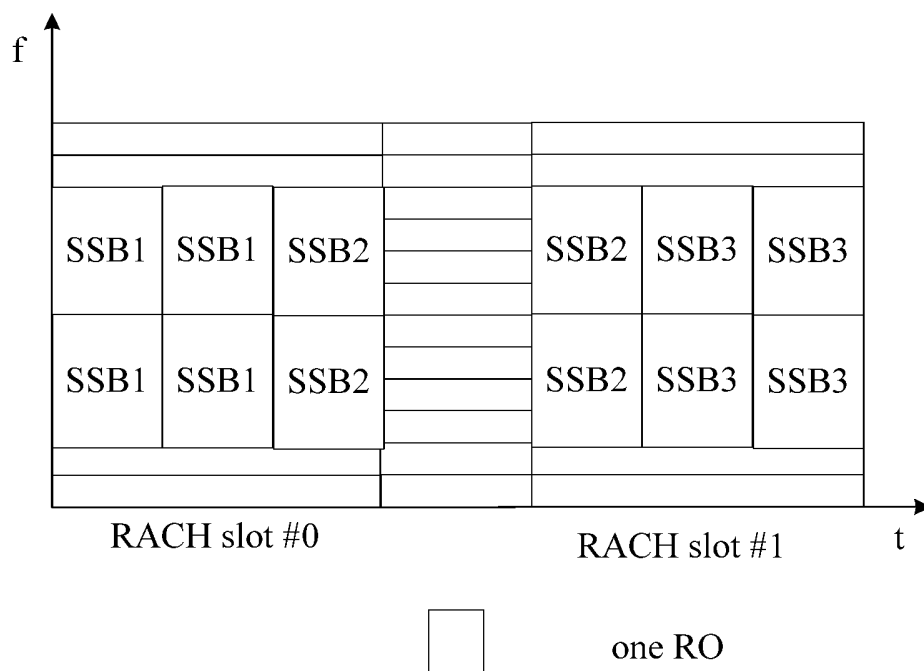 f
SSB1 SSB1 SSB2 SSB2 SSB3 SSB3
SSB1 SSB1 SSB2 SSB2 SSB3 SSB3
RACH slot #0 RACH slot #1 t
one RO